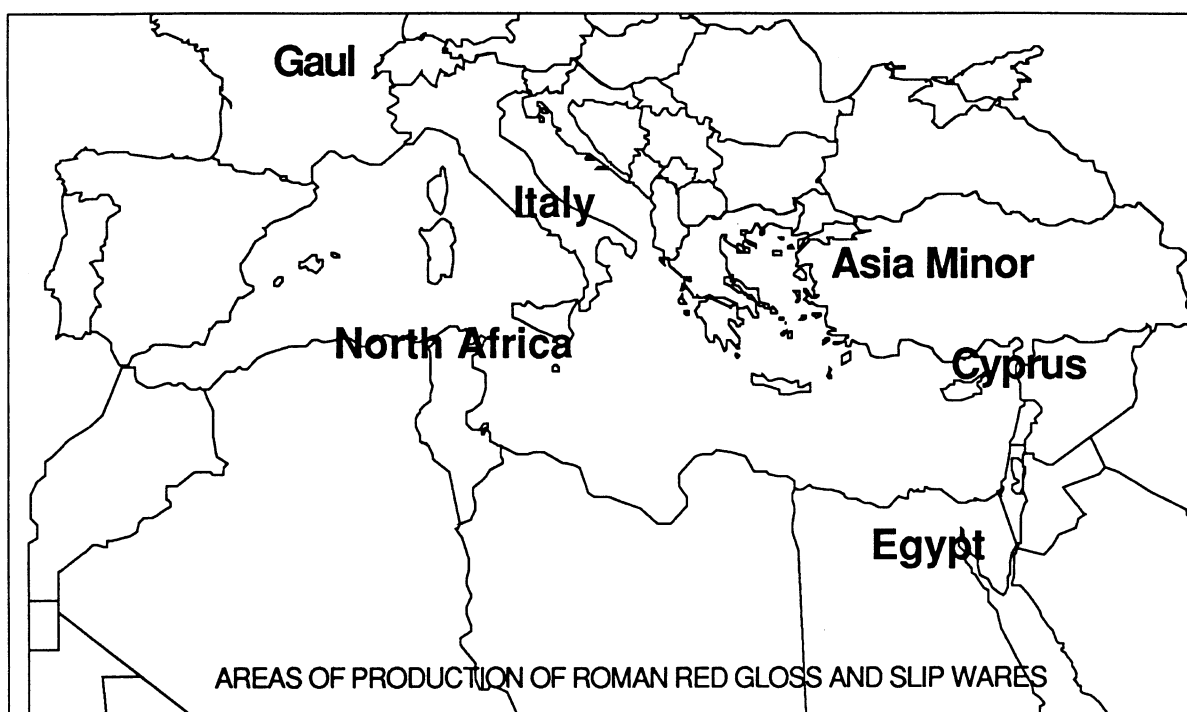 Gaul
Italy
Asia Minor
North Africa
Cyprus
Egypt
AREAS OF PRODUCTION OF ROMAN RED GLOSS AND SLIP WARES